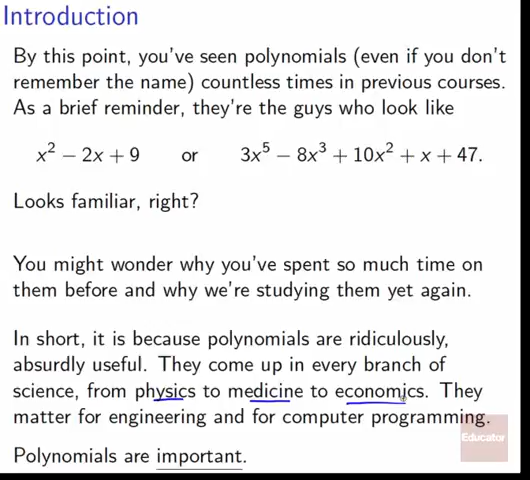 Introduction
By this point, you've seen polynomials (even if you don't
remember the name) countless times in previous courses.
As a brief reminder, they're the guys who look like
x² − 2x + 9 or 3x⁵ − 8x³ + 10x² + x + 47.
Looks familiar, right?
You might wonder why you've spent so much time on
them before and why we're studying them yet again.
In short, it is because polynomials are ridiculously,
absurdly useful. They come up in every branch of
science, from physics to medicine to economics. They
matter for engineering and for computer programming.
Educator
Polynomials are important.